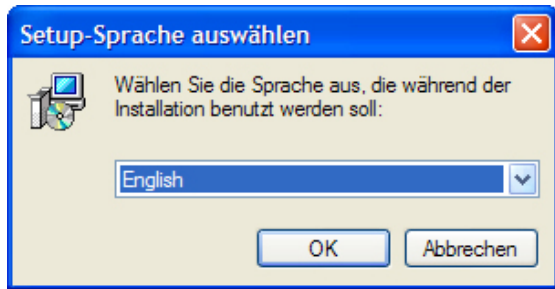 Setup-Sprache auswählen
Wählen Sie die Sprache aus, die während der
Installation benutzt werden soll:
English
OK
Abbrechen